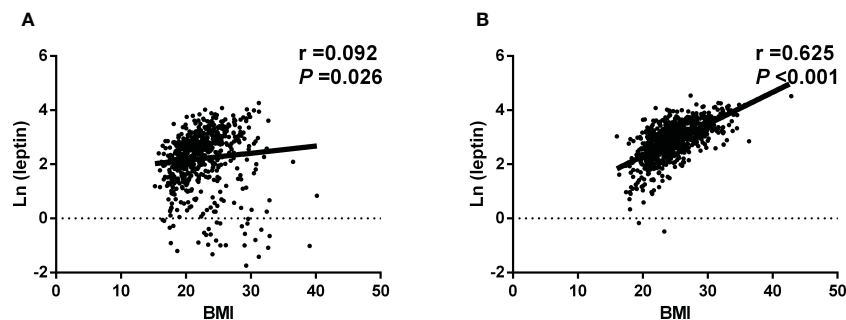 A
r =0.092
P =0.026
6
4
2
0
-2
Ln (leptin)
0 10 20 30 40 50
BMI
B
r =0.625
P <0.001
6
4
2
0
-2
Ln (leptin)
0 10 20 30 40 50
BMI